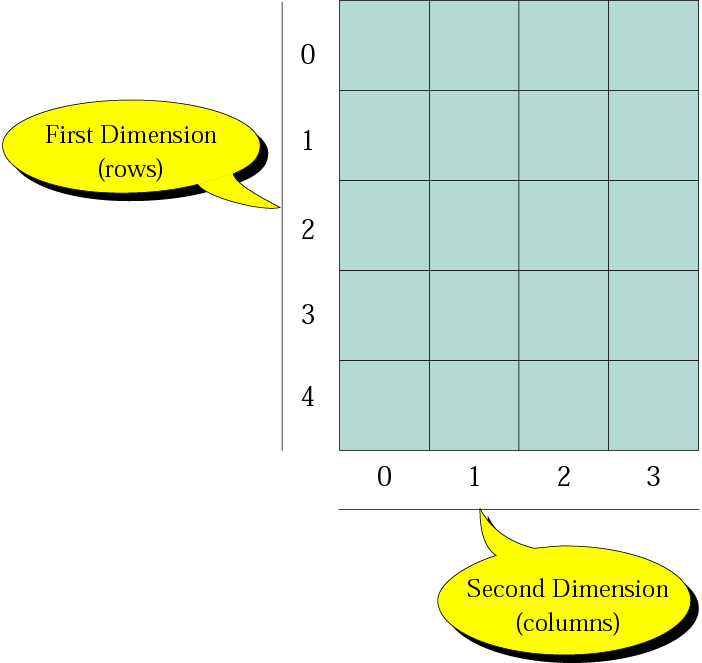 0
First Dimension
(rows)
1
2
3
4
0 1 2 3
Second Dimension
(columns)